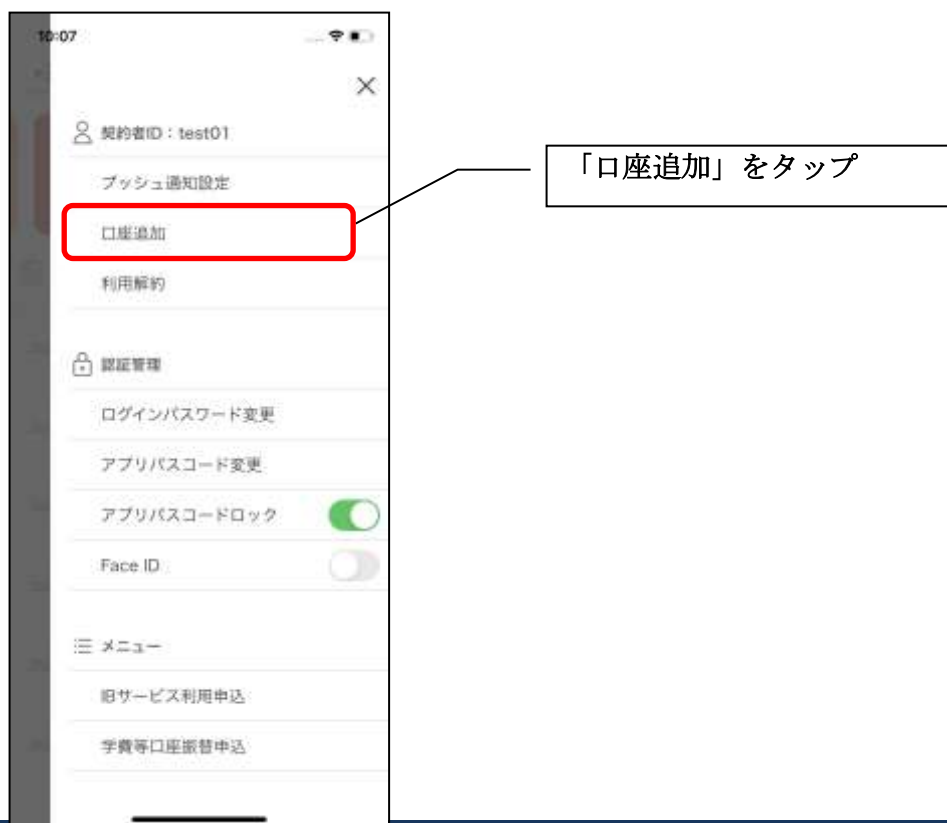 10:07
契約者ID：test01
プッシュ通知設定
口座追加
「口座追加」をタップ
利用解約
認証管理
ログインパスワード変更
アプリパスコード変更
アプリパスコードロック
Face ID
メニュー
旧サービス利用申込
学費等口座振替申込